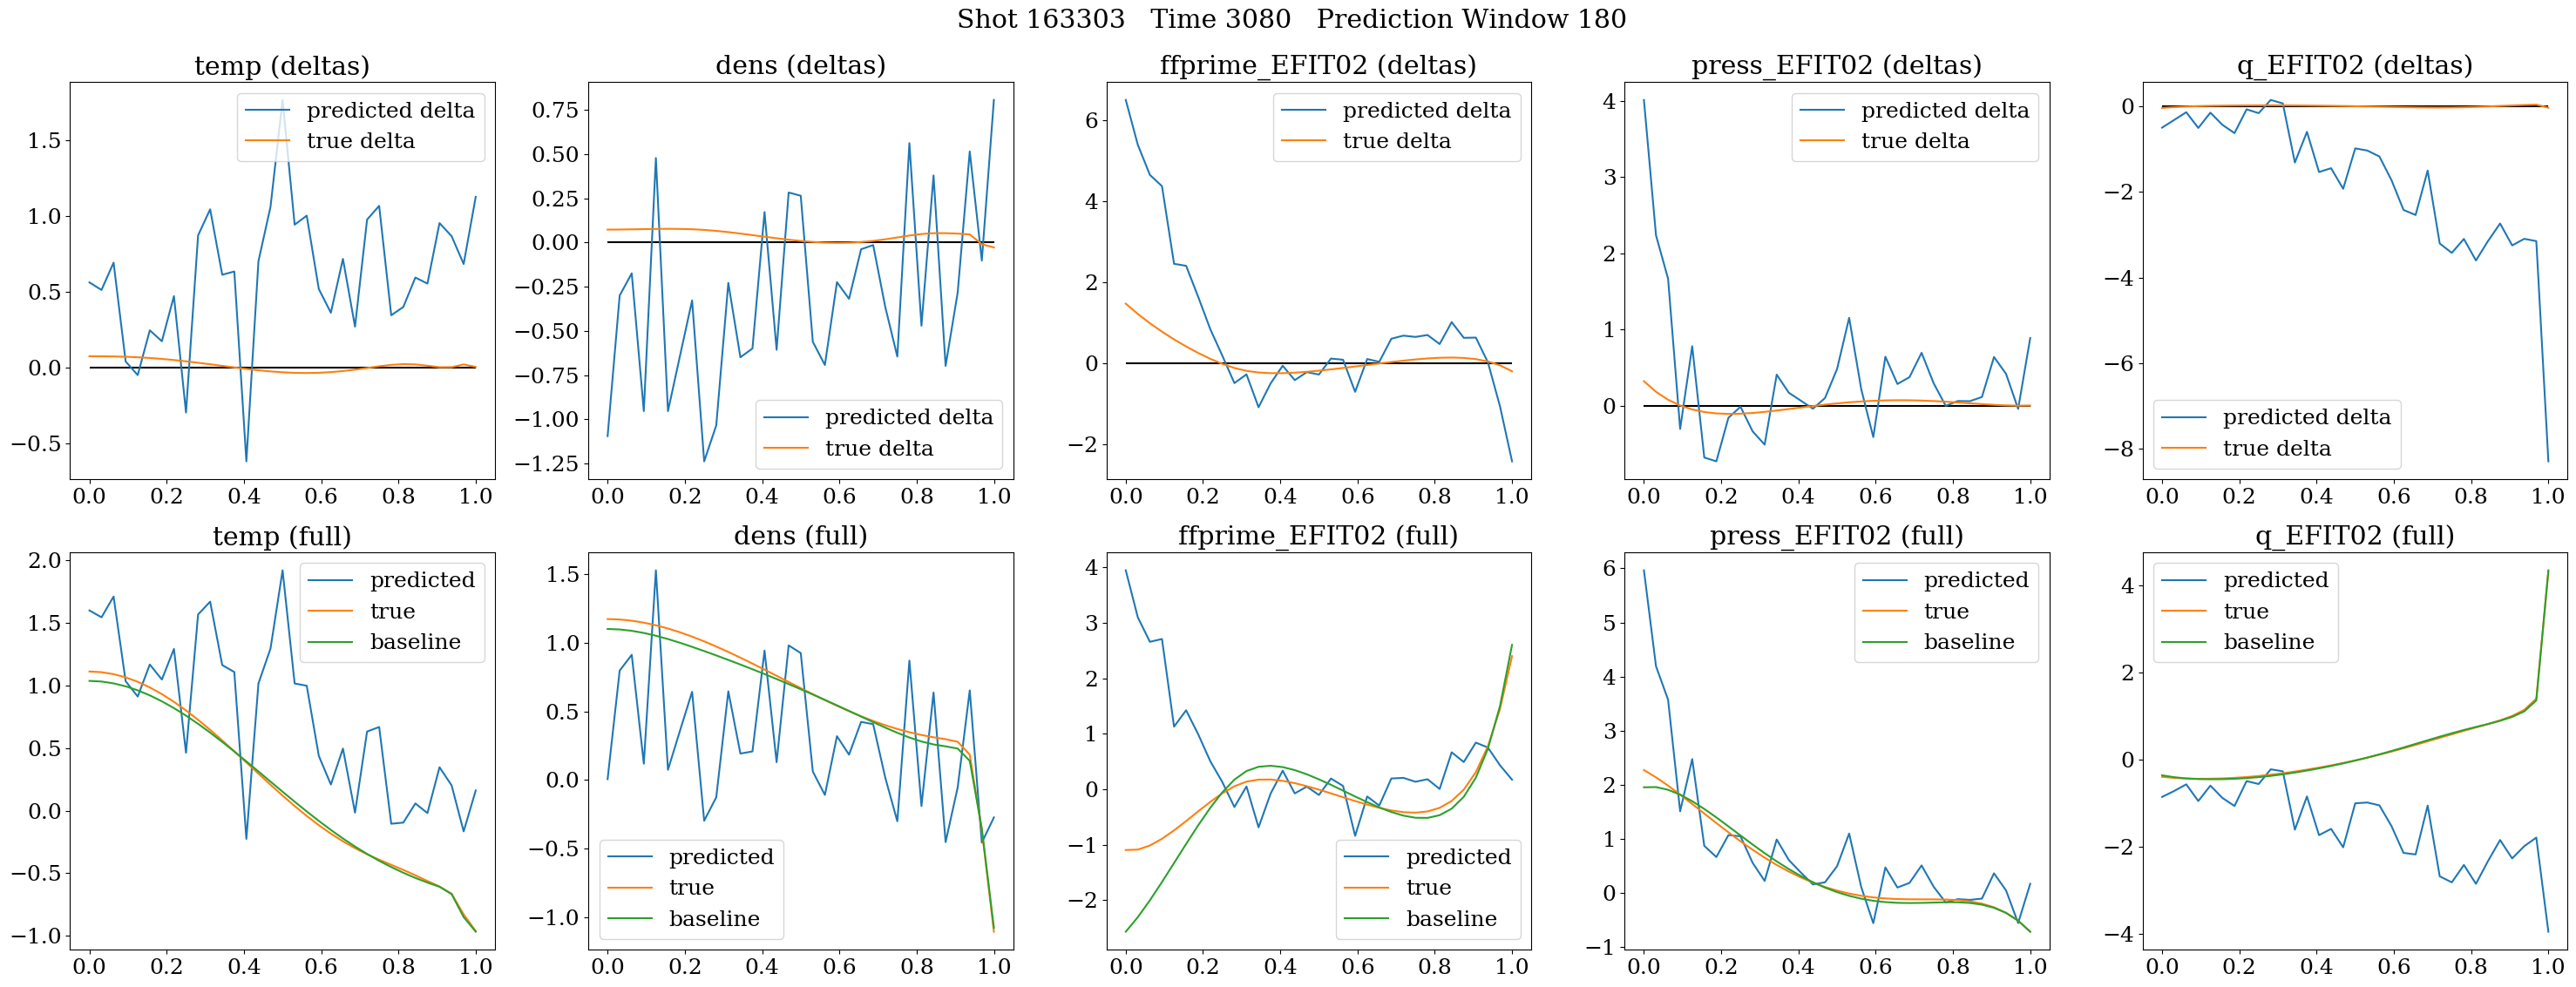 Shot 163303   Time 3080   Prediction Window 180
temp (deltas)
predicted delta
true delta
1.5
1.0
0.5
0.0
−0.5
0.0 0.2 0.4 0.6 0.8 1.0
dens (deltas)
0.75
0.50
0.25
0.00
−0.25
−0.50
−0.75
−1.00
−1.25
predicted delta
true delta
0.0 0.2 0.4 0.6 0.8 1.0
ffprime_EFIT02 (deltas)
predicted delta
true delta
6
4
2
0
−2
0.0 0.2 0.4 0.6 0.8 1.0
press_EFIT02 (deltas)
predicted delta
true delta
4
3
2
1
0
0.0 0.2 0.4 0.6 0.8 1.0
q_EFIT02 (deltas)
0
−2
−4
−6
−8
predicted delta
true delta
0.0 0.2 0.4 0.6 0.8 1.0
temp (full)
predicted
true
baseline
2.0
1.5
1.0
0.5
0.0
−0.5
−1.0
0.0 0.2 0.4 0.6 0.8 1.0
dens (full)
1.5
1.0
0.5
0.0
−0.5
−1.0
predicted
true
baseline
0.0 0.2 0.4 0.6 0.8 1.0
ffprime_EFIT02 (full)
4
3
2
1
0
−1
−2
predicted
true
baseline
0.0 0.2 0.4 0.6 0.8 1.0
press_EFIT02 (full)
predicted
true
baseline
6
5
4
3
2
1
0
−1
0.0 0.2 0.4 0.6 0.8 1.0
q_EFIT02 (full)
predicted
true
baseline
4
2
0
−2
−4
0.0 0.2 0.4 0.6 0.8 1.0